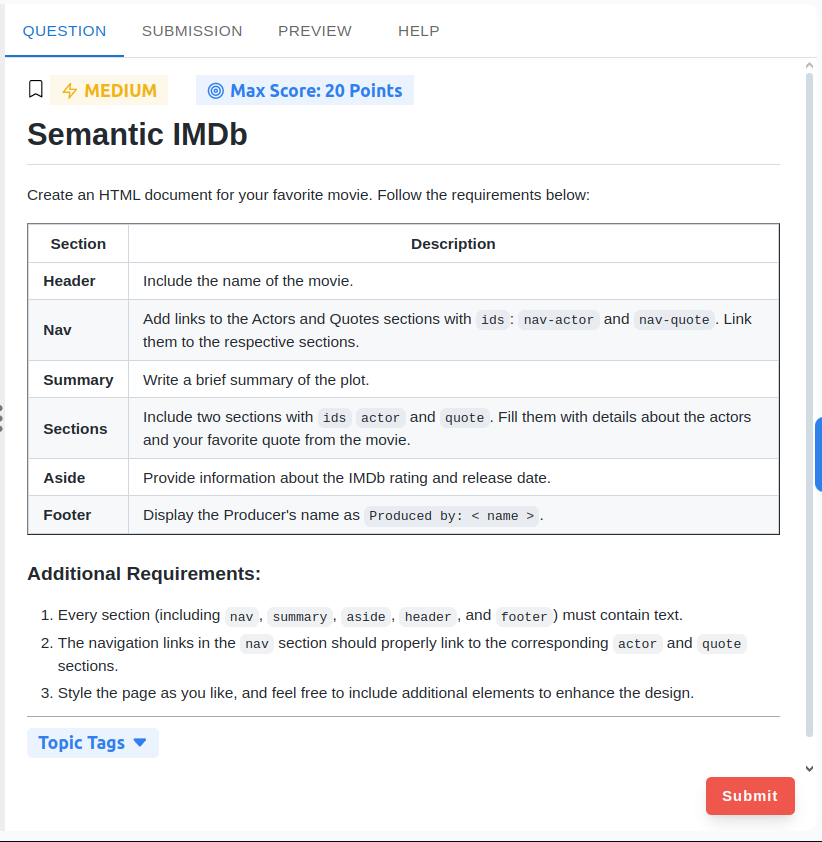 QUESTION SUBMISSION PREVIEW HELP
MEDIUM Max Score: 20 Points
Semantic IMDb
Create an HTML document for your favorite movie. Follow the requirements below:
Section Description
Header Include the name of the movie.
Nav Add links to the Actors and Quotes sections with ids: nav-actor and nav-quote. Link
them to the respective sections.
Summary Write a brief summary of the plot.
Sections Include two sections with ids actor and quote. Fill them with details about the actors
and your favorite quote from the movie.
Aside Provide information about the IMDb rating and release date.
Footer Display the Producer's name as Produced by: < name >.
Additional Requirements:
1. Every section (including nav, summary, aside, header, and footer) must contain text.
2. The navigation links in the nav section should properly link to the corresponding actor and quote
sections.
3. Style the page as you like, and feel free to include additional elements to enhance the design.
Topic Tags
Submit